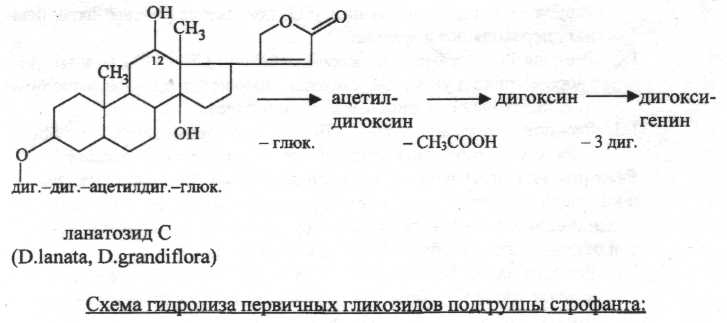 OH
CH₃
O
O
12
CH₃
OH
O
ацетил-
дигоксин
дигоксин
дигокси-
генин
– глюк.
– CH₃COOH
– 3 диг.
диг.–диг.–ацетилдиг.–глюк.
ланатозид С
(D.lanata, D.grandiflora)
Схема гидролиза первичных гликозидов подгруппы строфанта: